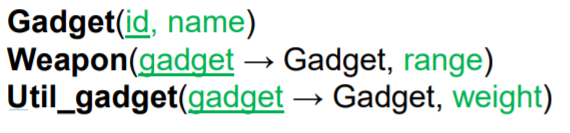 Gadget(id, name)
Weapon(gadget → Gadget, range)
Util_gadget(gadget → Gadget, weight)